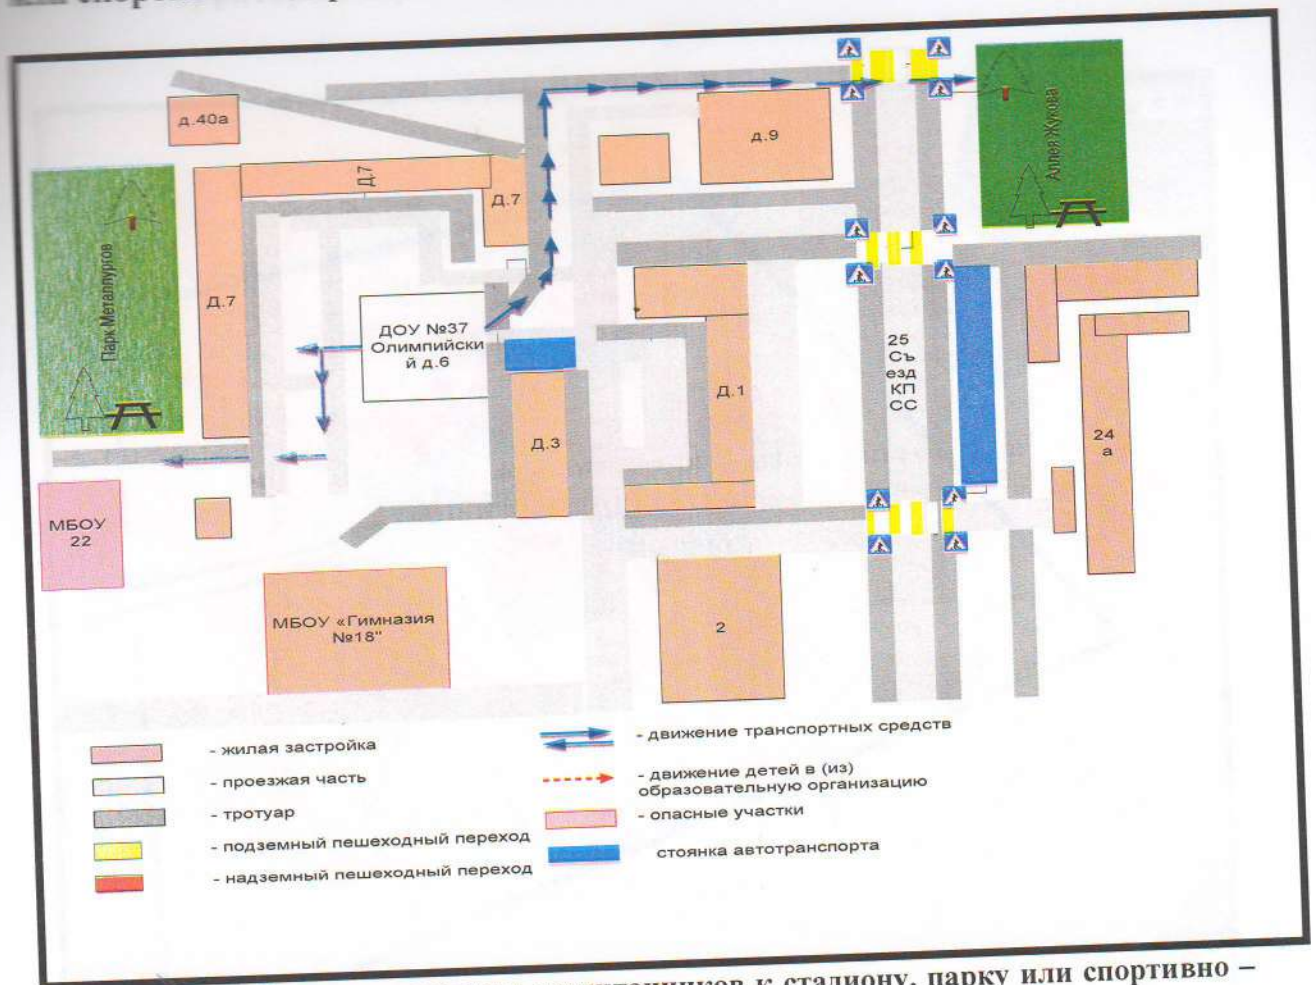 д.40а
д.9
Аллея Жукова
Д.7
Д.7
Парк Металлургов
Д.7
ДОУ №37
Олимпийски
й д.6
25
Съ
езд
КП
СС
Д.1
Д.3
24
а
МБОУ
22
МБОУ «Гимназия
№18"
2
- жилая застройка
- проезжая часть
- тротуар
- подземный пешеходный переход
- надземный пешеходный переход
- движение транспортных средств
- движение детей в (из)
образовательную организацию
- опасные участки
стоянка автотранспорта
к стадиону, парку или спортивно –